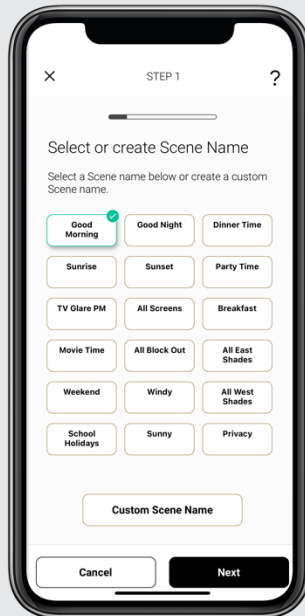 STEP 1
?
Select or create Scene Name
Select a Scene name below or create a custom
Scene name.
Good
Morning
Good Night
Dinner Time
Sunrise
Sunset
Party Time
TV Glare PM
All Screens
Breakfast
Movie Time
All Block Out
All East
Shades
Weekend
Windy
All West
Shades
School
Holidays
Sunny
Privacy
Custom Scene Name
Cancel
Next